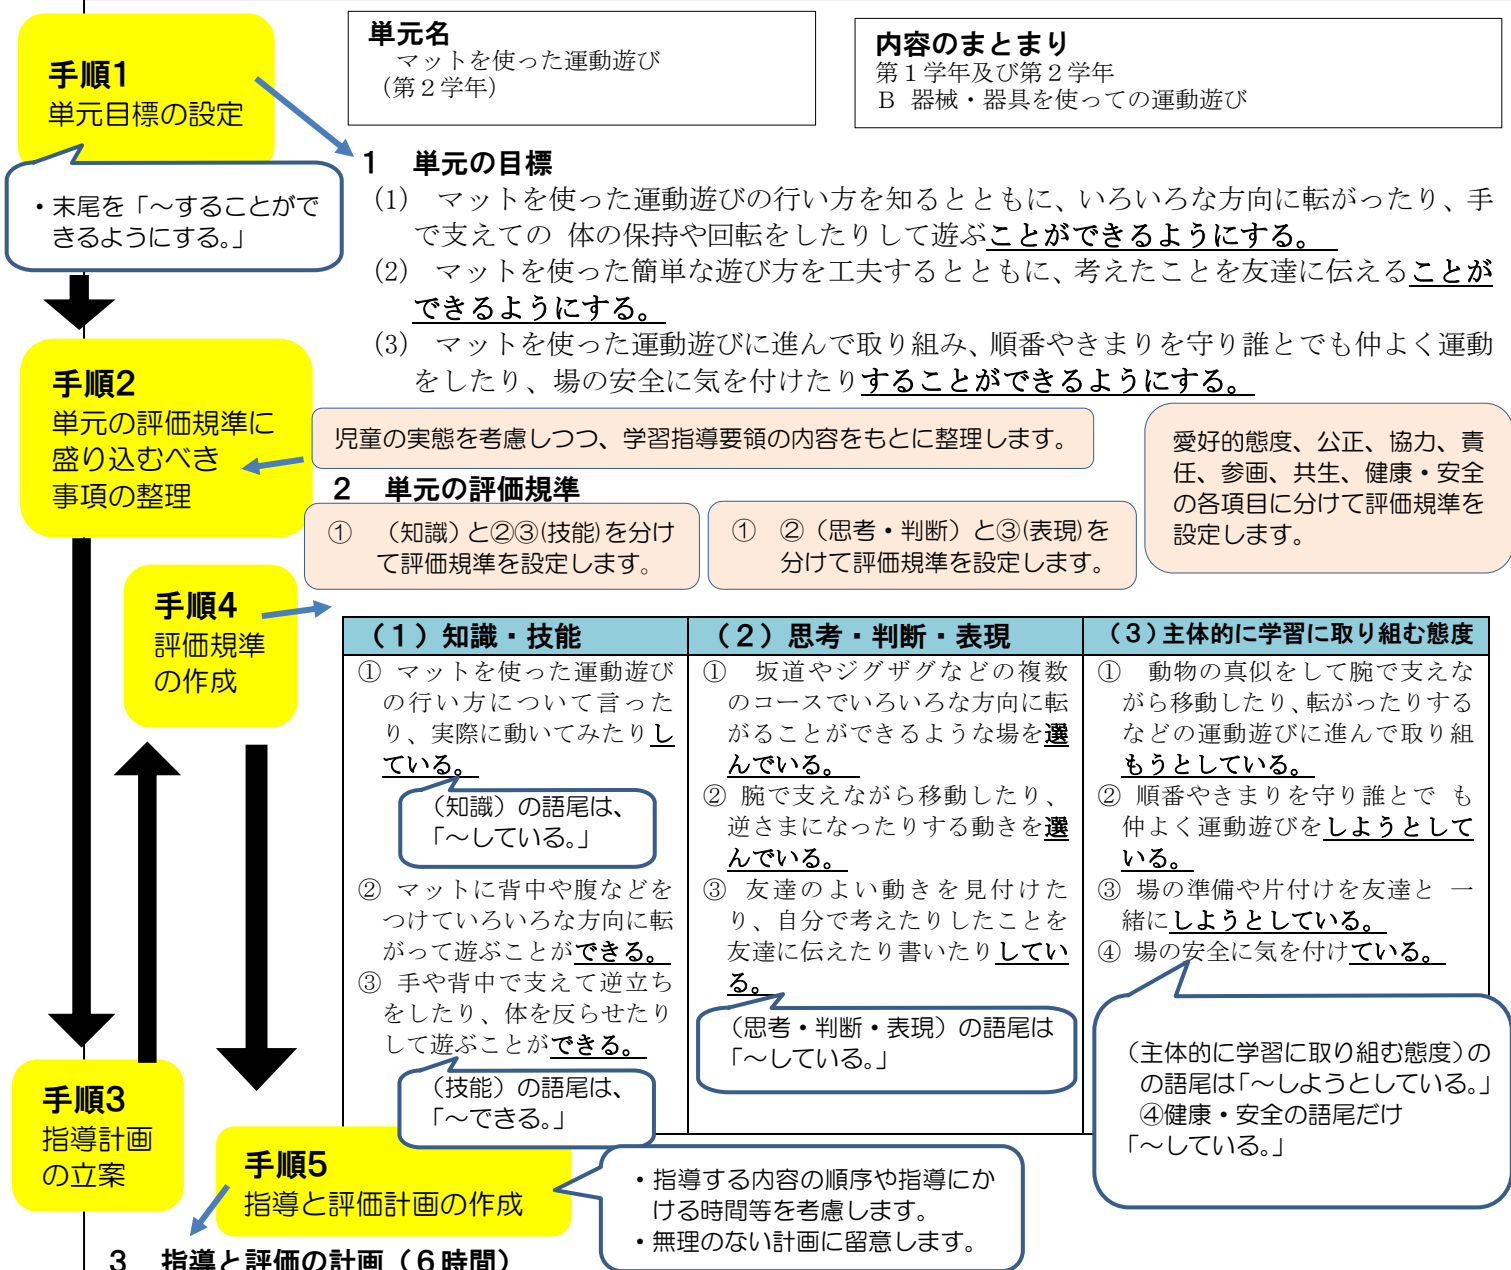 手順1
単元目標の設定
・末尾を「～することがで
きるようにする。」
単元名
マットを使った運動遊び
（第２学年）
内容のまとまり
第１学年及び第２学年
Ｂ 器械・器具を使っての運動遊び
1 単元の目標
(1) マットを使った運動遊びの行い方を知るとともに、いろいろな方向に転がったり、手
で支えての 体の保持や回転をしたりして遊ぶことができるようにする。
(2) マットを使った簡単な遊び方を工夫するとともに、考えたことを友達に伝えることが
できるようにする。
(3) マットを使った運動遊びに進んで取り組み、順番やきまりを守り誰とでも仲よく運動
をしたり、場の安全に気を付けたりすることができるようにする。
手順2
単元の評価規準に
盛り込むべき
事項の整理
児童の実態を考慮しつつ、学習指導要領の内容をもとに整理します。
愛好的態度、公正、協力、責
任、参画、共生、健康・安全
の各項目に分けて評価規準を
設定します。
2 単元の評価規準
① （知識）と②③(技能)を分け
て評価規準を設定します。
① ②（思考・判断）と③(表現)を
分けて評価規準を設定します。
手順4
評価規準
の作成
（１）知識・技能
① マットを使った運動遊び
の行い方について言った
り、実際に動いてみたりし
ている。
（知識）の語尾は、
「～している。」
② マットに背中や腹などを
つけていろいろな方向に転
がって遊ぶことができる。
③ 手や背中で支えて逆立ち
をしたり、体を反らせたり
して遊ぶことができる。
（技能）の語尾は、
「～できる。」
（２）思考・判断・表現
① 坂道やジグザグなどの複数
のコースでいろいろな方向に転
がることができるような場を選
んでいる。
② 腕で支えながら移動したり、
逆さまになったりする動きを選
んでいる。
③ 友達のよい動きを見付けた
り、自分で考えたりしたことを
友達に伝えたり書いたりしてい
る。
（思考・判断・表現）の語尾は
「～している。」
（３）主体的に学習に取り組む態度
① 動物の真似をして腕で支えな
がら移動したり、転がったりする
などの運動遊びに進んで取り組
もうとしている。
② 順番やきまりを守り誰とで も
仲よく運動遊びをしようとして
いる。
③ 場の準備や片付けを友達と 一
緒にしようとしている。
④ 場の安全に気を付けている。
（主体的に学習に取り組む態度）の
の語尾は「～しようとしている。」
④健康・安全の語尾だけ
「～している。」
手順3
指導計画
の立案
手順5
指導と評価計画の作成
・指導する内容の順序や指導にか
ける時間等を考慮します。
・無理のない計画に留意します。
3 指導と評価の計画（６時間）